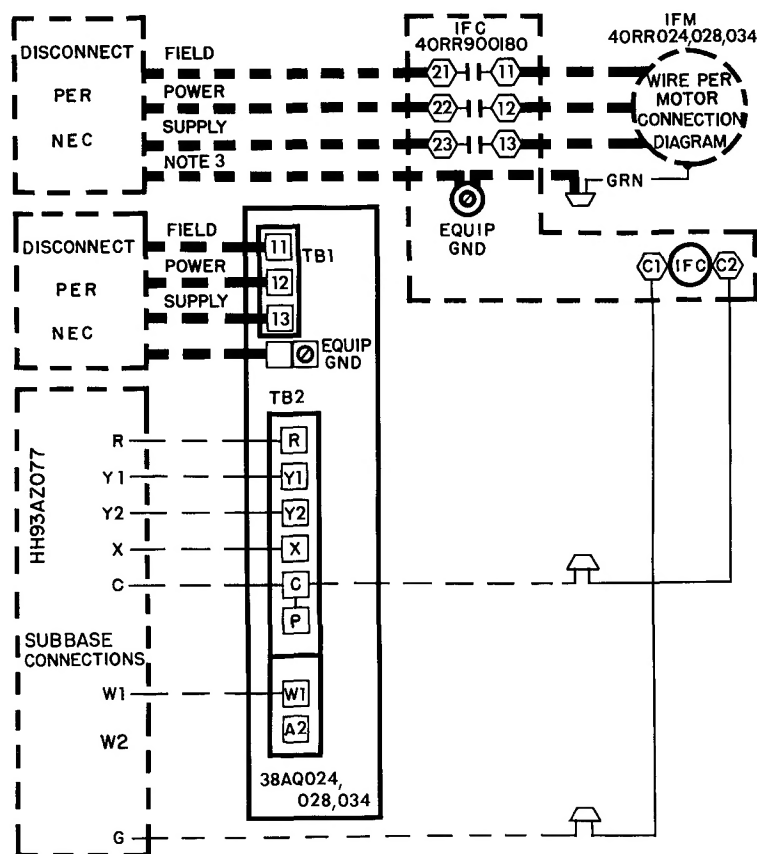 DISCONNECT
PER
NEC
FIELD
POWER
SUPPLY
NOTE 3
IFC
40RR900180
21
11
22
12
23
13
EQUIP
GND
GRN
IFM
40RR024,028,034
WIRE PER
MOTOR
CONNECTION
DIAGRAM
C1
IFC
C2
DISCONNECT
PER
NEC
FIELD
POWER
SUPPLY
11
TB1
12
13
EQUIP
GND
TB2
HH93AZ077
R
R
Y1
Y1
Y2
Y2
X
X
C
C
P
SUBBASE
CONNECTIONS
W1
W1
W2
A2
38AQ024,
028,034
G